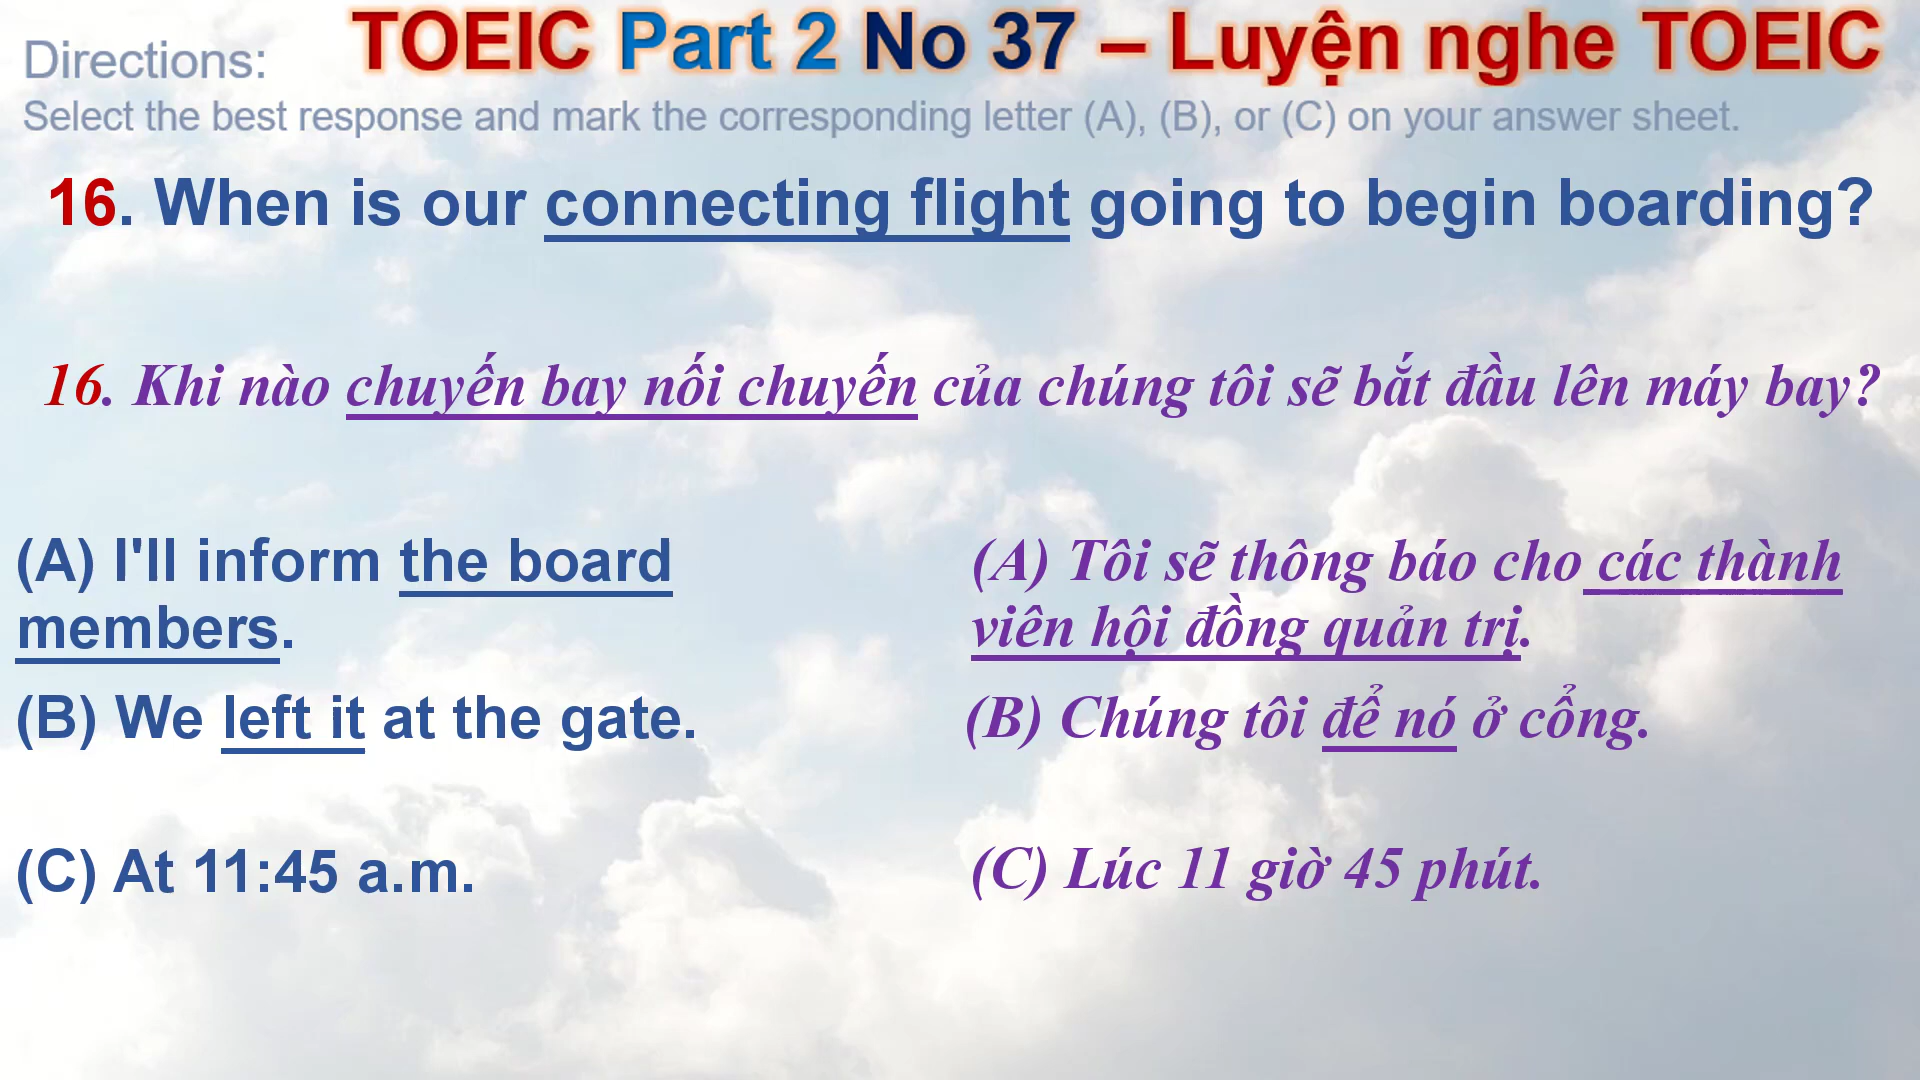 TOEIC Part 2 No 37 – Luyện nghe TOEIC
Directions:
Select the best response and mark the corresponding letter (A), (B), or (C) on your answer sheet.
16. When is our connecting flight going to begin boarding?
16. Khi nào chuyến bay nối chuyến của chúng tôi sẽ bắt đầu lên máy bay?
(A) I'll inform the board
members.
(A) Tôi sẽ thông báo cho các thành
viên hội đồng quản trị.
(B) We left it at the gate.
(B) Chúng tôi để nó ở cổng.
(C) At 11:45 a.m.
(C) Lúc 11 giờ 45 phút.